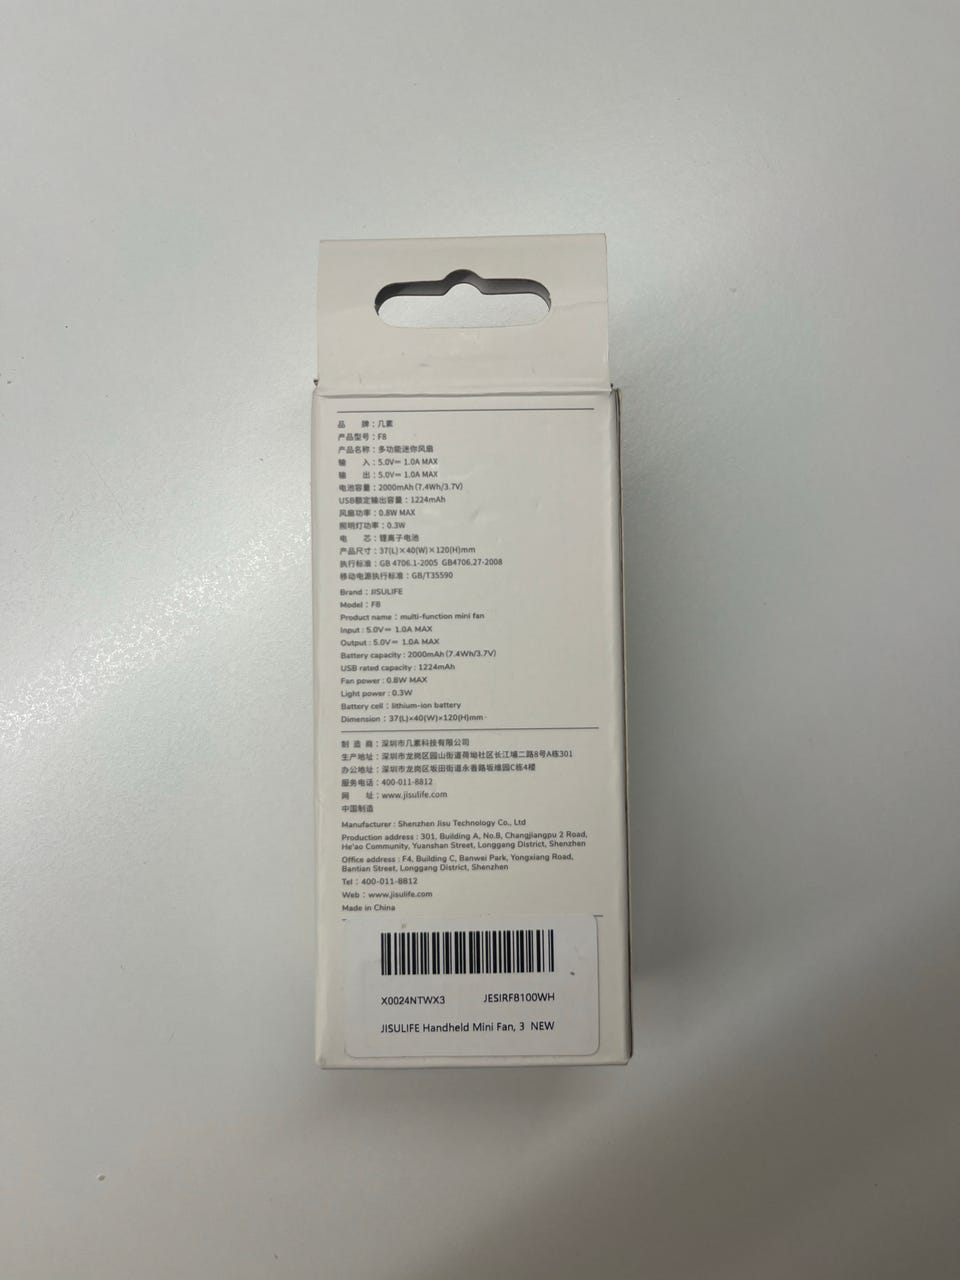 品 牌：几素
产品型号：F8
产品名称：多功能迷你风扇
输 入：5.0V⎓ 1.0A MAX
输 出：5.0V⎓ 1.0A MAX
电池容量：2000mAh (7.4Wh/3.7V)
USB额定输出容量：1224mAh
风扇功率：0.8W MAX
照明灯功率：0.3W
电 芯：锂离子电池
产品尺寸：37(L)×40(W)×120(H)mm
执行标准：GB 4706.1-2005 GB4706.27-2008
移动电源执行标准：GB/T35590
Brand : JISULIFE
Model : F8
Product name : multi-function mini fan
Input : 5.0V⎓ 1.0A MAX
Output : 5.0V⎓ 1.0A MAX
Battery capacity : 2000mAh (7.4Wh/3.7V)
USB rated capacity : 1224mAh
Fan power : 0.8W MAX
Light power : 0.3W
Battery cell : lithium-ion battery
Dimension : 37(L)×40(W)×120(H)mm
制 造 商：深圳市几素科技有限公司
生产地址：深圳市龙岗区园山街道荷坳社区长江埔二路8号A栋301
办公地址：深圳市龙岗区坂田街道永香路坂维园C栋4楼
服务电话：400-011-8812
网 址：www.jisulife.com
中国制造
Manufacturer : Shenzhen Jisu Technology Co., Ltd
Production address : 301, Building A, No.8, Changjiangpu 2 Road,
He'ao Community, Yuanshan Street, Longgang District, Shenzhen
Office address : F4, Building C, Banwei Park, Yongxiang Road,
Bantian Street, Longgang District, Shenzhen
Tel : 400-011-8812
Web : www.jisulife.com
Made in China
X0024NTWX3 JESIRF8100WH
JISULIFE Handheld Mini Fan, 3 NEW